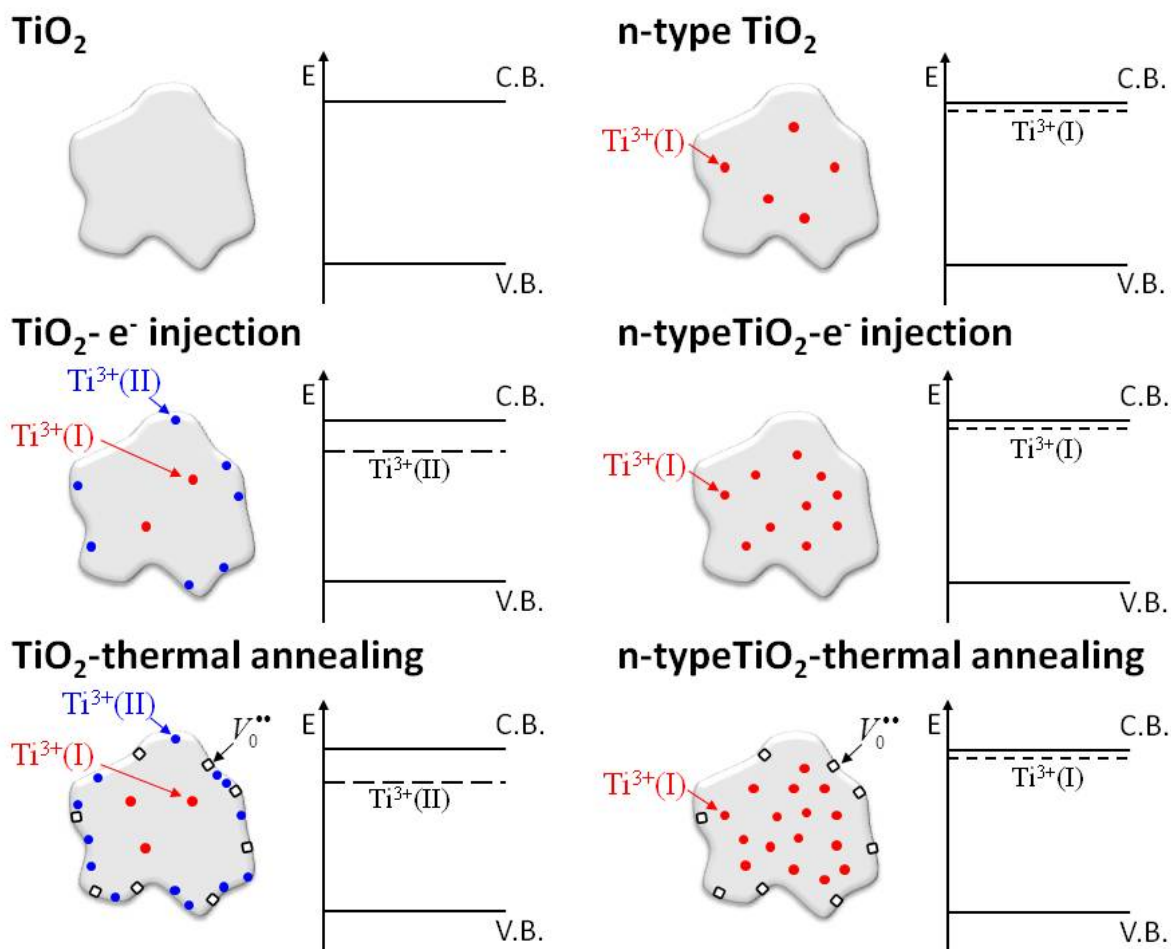 TiO₂
E
C.B.
V.B.
n-type TiO₂
Ti³⁺(I)
E
C.B.
Ti³⁺(I)
V.B.
TiO₂- e⁻ injection
Ti³⁺(II)
Ti³⁺(I)
E
C.B.
Ti³⁺(II)
V.B.
n-typeTiO₂-e⁻ injection
Ti³⁺(I)
E
C.B.
Ti³⁺(I)
V.B.
TiO₂-thermal annealing
Ti³⁺(II)
V₀••
Ti³⁺(I)
E
C.B.
Ti³⁺(II)
V.B.
n-typeTiO₂-thermal annealing
V₀••
Ti³⁺(I)
E
C.B.
Ti³⁺(I)
V.B.